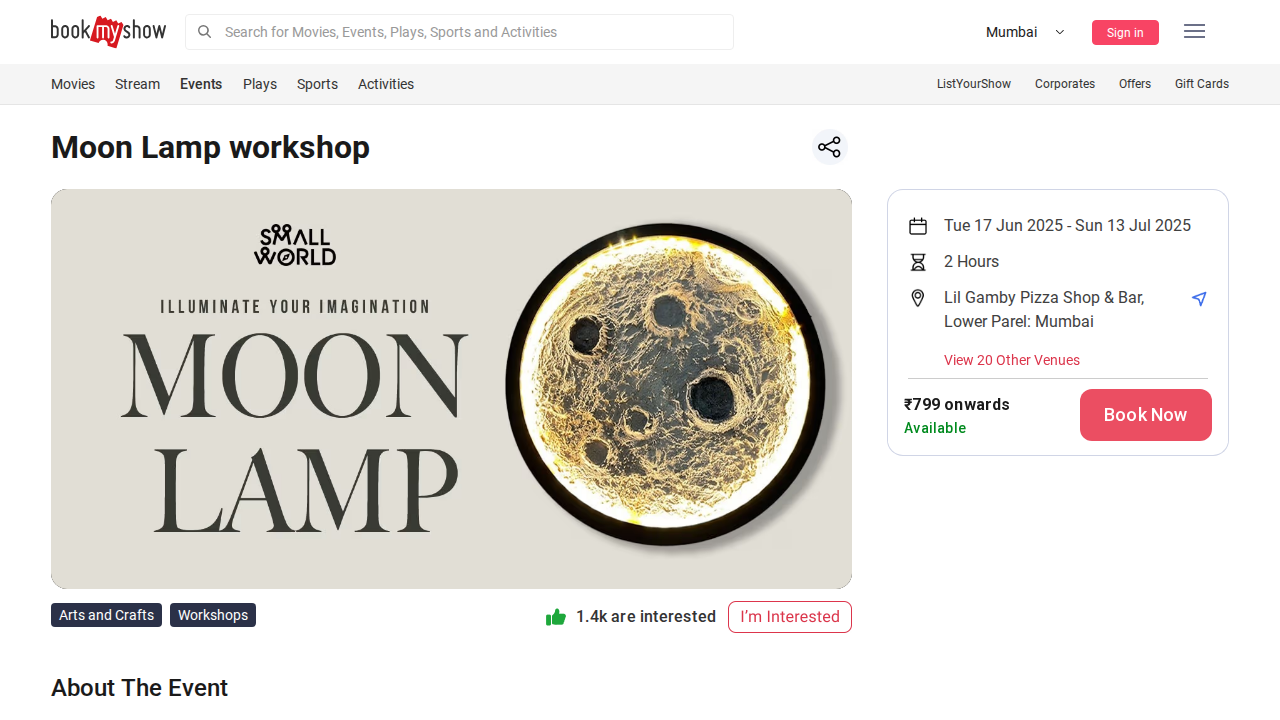 bookmyshow
Search for Movies, Events, Plays, Sports and Activities
Mumbai
Sign in
Movies Stream Events Plays Sports Activities
ListYourShow Corporates Offers Gift Cards
Moon Lamp workshop
SMALL
WORLD
ILLUMINATE YOUR IMAGINATION
MOON
LAMP
Tue 17 Jun 2025 - Sun 13 Jul 2025
2 Hours
Lil Gamby Pizza Shop & Bar,
Lower Parel: Mumbai
View 20 Other Venues
₹799 onwards
Available
Book Now
Arts and Crafts
Workshops
1.4k are interested
I’m Interested
About The Event